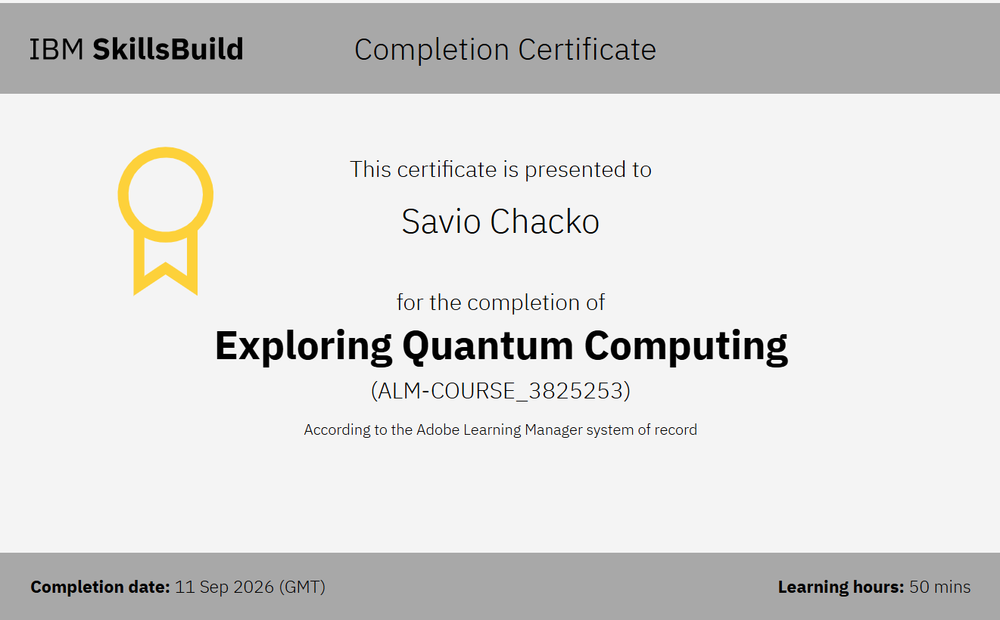 IBM SkillsBuild
Completion Certificate
This certificate is presented to
Savio Chacko
for the completion of
Exploring Quantum Computing
(ALM-COURSE_3825253)
According to the Adobe Learning Manager system of record
Completion date: 11 Sep 2026 (GMT)
Learning hours: 50 mins